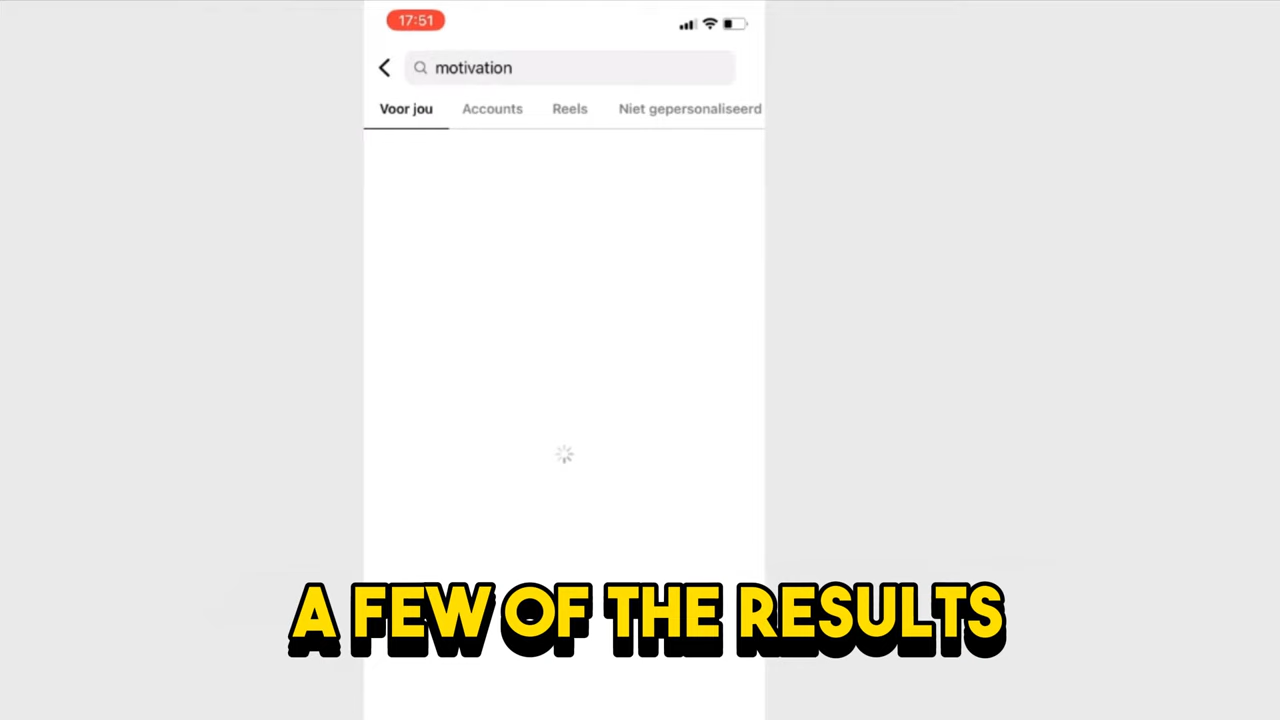 17:51
motivation
Voor jou Accounts Reels Niet gepersonaliseerd
A FEW OF THE RESULTS